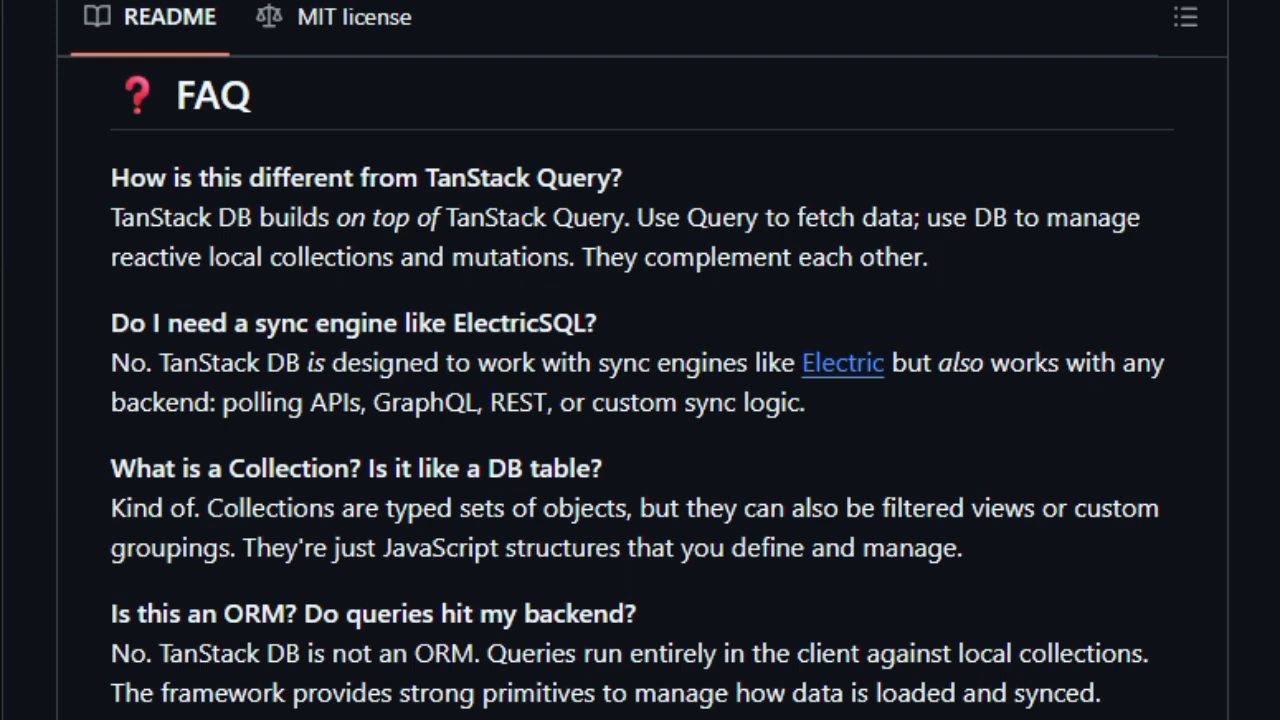 README MIT license
❓ FAQ
How is this different from TanStack Query?
TanStack DB builds on top of TanStack Query. Use Query to fetch data; use DB to manage
reactive local collections and mutations. They complement each other.
Do I need a sync engine like ElectricSQL?
No. TanStack DB is designed to work with sync engines like Electric but also works with any
backend: polling APIs, GraphQL, REST, or custom sync logic.
What is a Collection? Is it like a DB table?
Kind of. Collections are typed sets of objects, but they can also be filtered views or custom
groupings. They're just JavaScript structures that you define and manage.
Is this an ORM? Do queries hit my backend?
No. TanStack DB is not an ORM. Queries run entirely in the client against local collections.
The framework provides strong primitives to manage how data is loaded and synced.